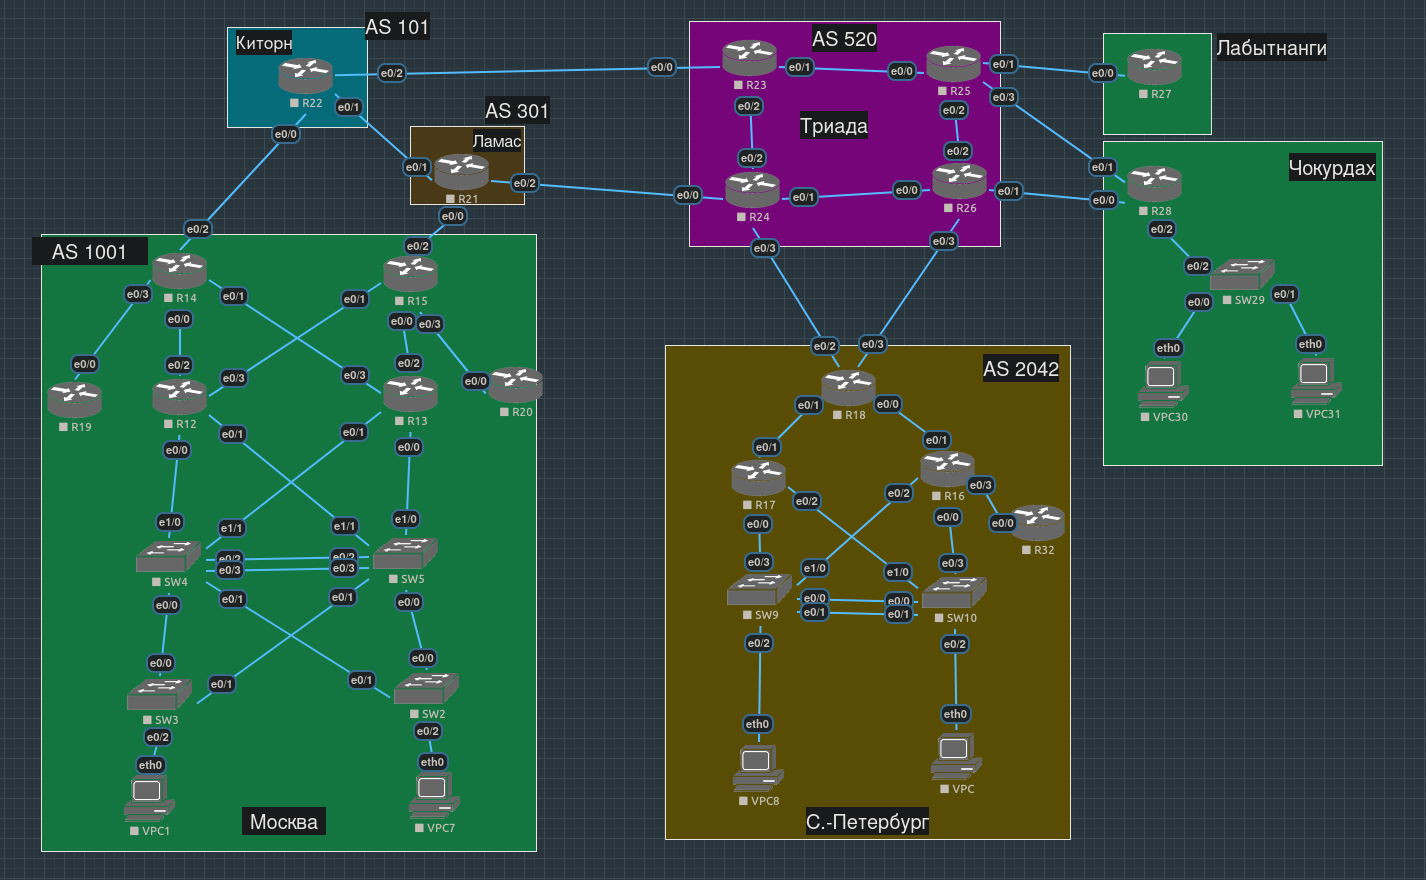 AS 101
Киторн
R22
e0/2
e0/1
e0/0
AS 301
Ламас
R21
e0/1
e0/2
e0/0
AS 520
Триада
R23
e0/0
e0/1
e0/2
R25
e0/0
e0/1
e0/3
e0/2
R24
e0/2
e0/0
e0/1
e0/3
R26
e0/2
e0/0
e0/1
e0/3
Лабытнанги
e0/0
R27
Чокурдах
e0/1
e0/0
R28
e0/2
e0/2
SW29
e0/0
e0/1
eth0
eth0
VPC30
VPC31
AS 1001
e0/2
R14
e0/3
e0/1
e0/0
e0/2
R15
e0/1
e0/0
e0/3
e0/0
R19
e0/2
R12
e0/3
e0/0
e0/1
e0/3
e0/2
R13
e0/1
e0/0
e0/0
R20
e1/0
e1/1
SW4
e0/2
e0/3
e0/0
e0/1
e1/1
e1/0
SW5
e0/2
e0/3
e0/1
e0/0
e0/0
e0/1
SW3
e0/2
e0/1
e0/0
SW2
e0/2
eth0
VPC1
eth0
VPC7
Москва
AS 2042
e0/2
e0/3
R18
e0/1
e0/0
e0/1
R17
e0/2
e0/0
e0/1
R16
e0/3
e0/2
e0/0
e0/0
R32
e0/3
e1/0
SW9
e0/0
e0/1
e0/2
e1/0
e0/3
SW10
e0/0
e0/1
e0/2
eth0
VPC8
eth0
VPC
С.-Петербург